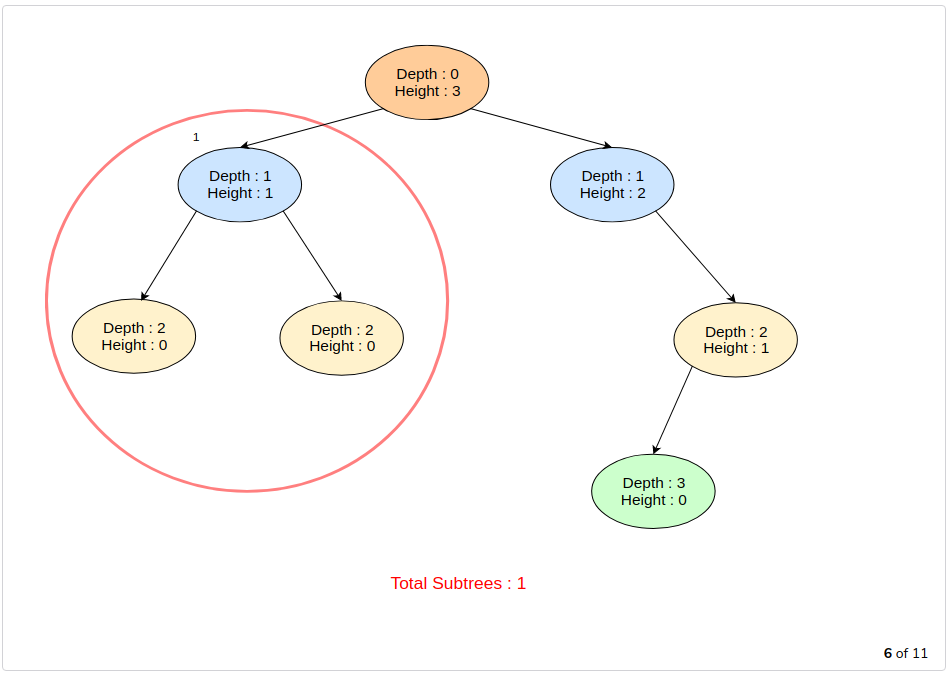 Depth : 0
Height : 3
1
Depth : 1
Height : 1
Depth : 1
Height : 2
Depth : 2
Height : 0
Depth : 2
Height : 0
Depth : 2
Height : 1
Depth : 3
Height : 0
Total Subtrees : 1
6 of 11